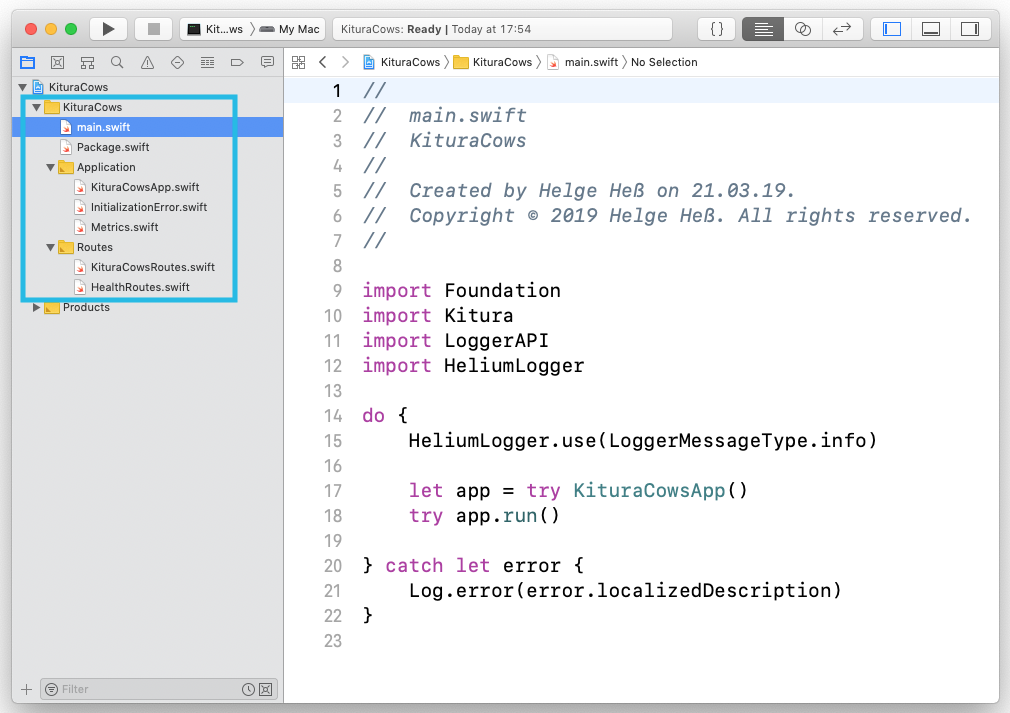 Kit...ws 〉 My Mac
KituraCows: Ready | Today at 17:54
{ }
KituraCows 〉 KituraCows 〉 main.swift 〉 No Selection
KituraCows
KituraCows
main.swift
Package.swift
Application
KituraCowsApp.swift
InitializationError.swift
Metrics.swift
Routes
KituraCowsRoutes.swift
HealthRoutes.swift
Products
Filter
1 //
2 //  main.swift
3 //  KituraCows
4 //
5 //  Created by Helge Heß on 21.03.19.
6 //  Copyright © 2019 Helge Heß. All rights reserved.
7 //
8
9 import Foundation
10 import Kitura
11 import LoggerAPI
12 import HeliumLogger
13
14 do {
15     HeliumLogger.use(LoggerMessageType.info)
16
17     let app = try KituraCowsApp()
18     try app.run()
19
20 } catch let error {
21     Log.error(error.localizedDescription)
22 }
23